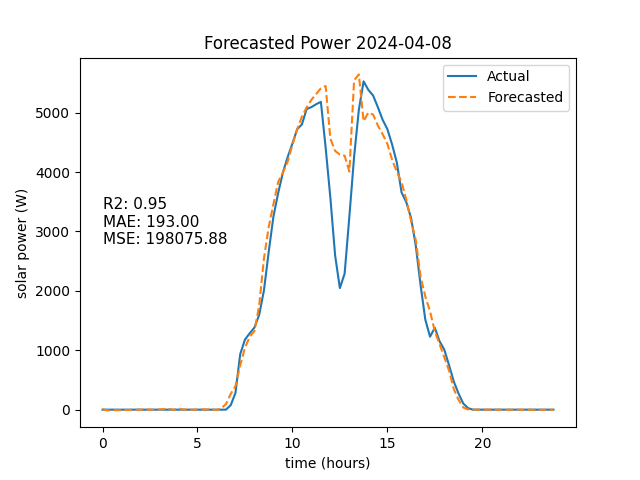 Forecasted Power 2024-04-08
Actual
Forecasted
5000
4000
3000
2000
1000
0
solar power (W)
R2: 0.95
MAE: 193.00
MSE: 198075.88
0 5 10 15 20
time (hours)